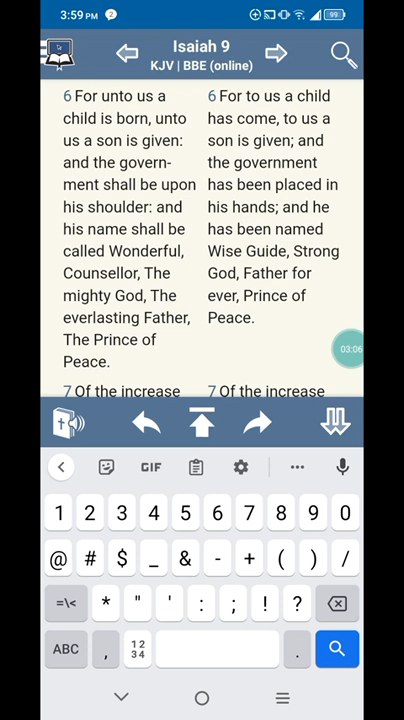 3:59 PM 2 99
Isaiah 9
KJV | BBE (online)
6 For unto us a
child is born, unto
us a son is given:
and the govern-
ment shall be upon
his shoulder: and
his name shall be
called Wonderful,
Counsellor, The
mighty God, The
everlasting Father,
The Prince of
Peace.
7 Of the increase
6 For to us a child
has come, to us a
son is given; and
the government
has been placed in
his hands; and he
has been named
Wise Guide, Strong
God, Father for
ever, Prince of
Peace.
7 Of the increase
03:06
GIF
1 2 3 4 5 6 7 8 9 0
@ # $ _ & - + ( ) /
=\< * " ' : ; ! ?
ABC , 12 34 .